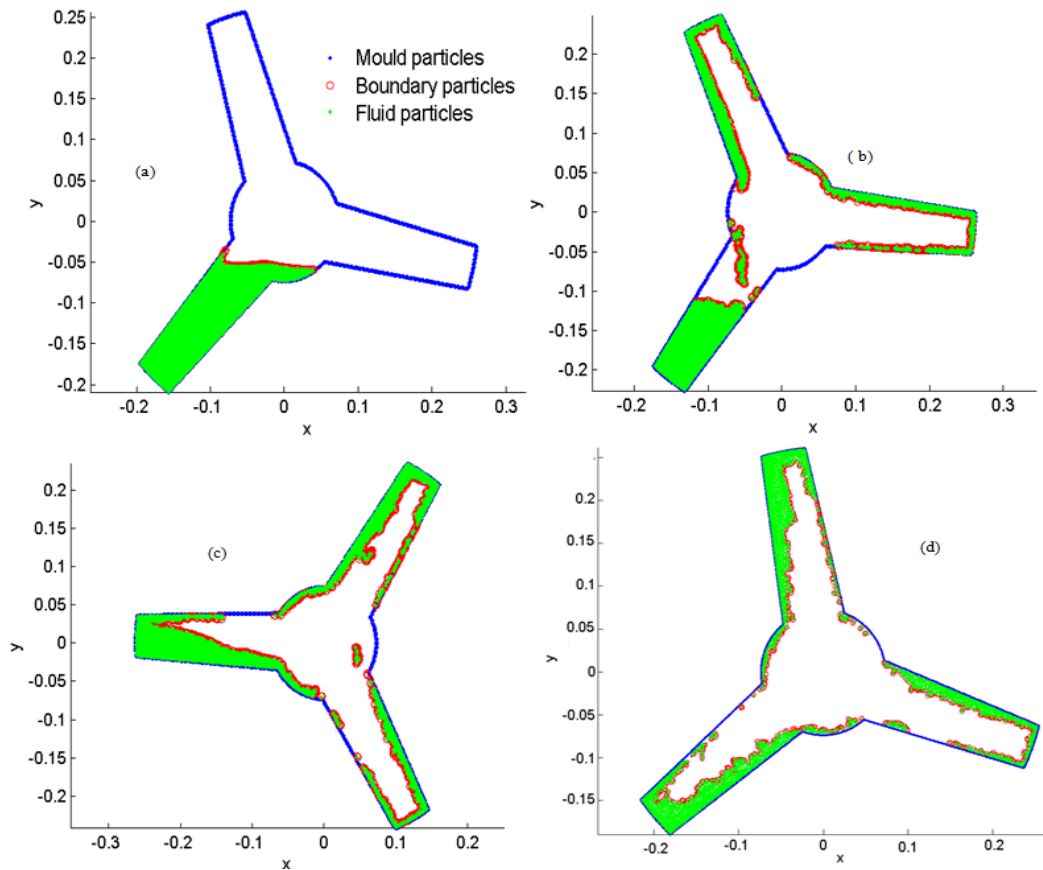 0.25
0.2
0.15
0.1
0.05
0
-0.05
-0.1
-0.15
-0.2
y
-0.2 -0.1 0 0.1 0.2 0.3
x
(a)
Mould particles
Boundary particles
Fluid particles
0.2
0.15
0.1
0.05
0
-0.05
-0.1
-0.15
-0.2
y
-0.2 -0.1 0 0.1 0.2 0.3
x
( b)
0.2
0.15
0.1
0.05
0
-0.05
-0.1
-0.15
-0.2
y
-0.3 -0.2 -0.1 0 0.1 0.2
x
(c)
0.2
0.15
0.1
0.05
0
-0.05
-0.1
-0.15
y
-0.2 -0.1 0 0.1 0.2
x
(d)